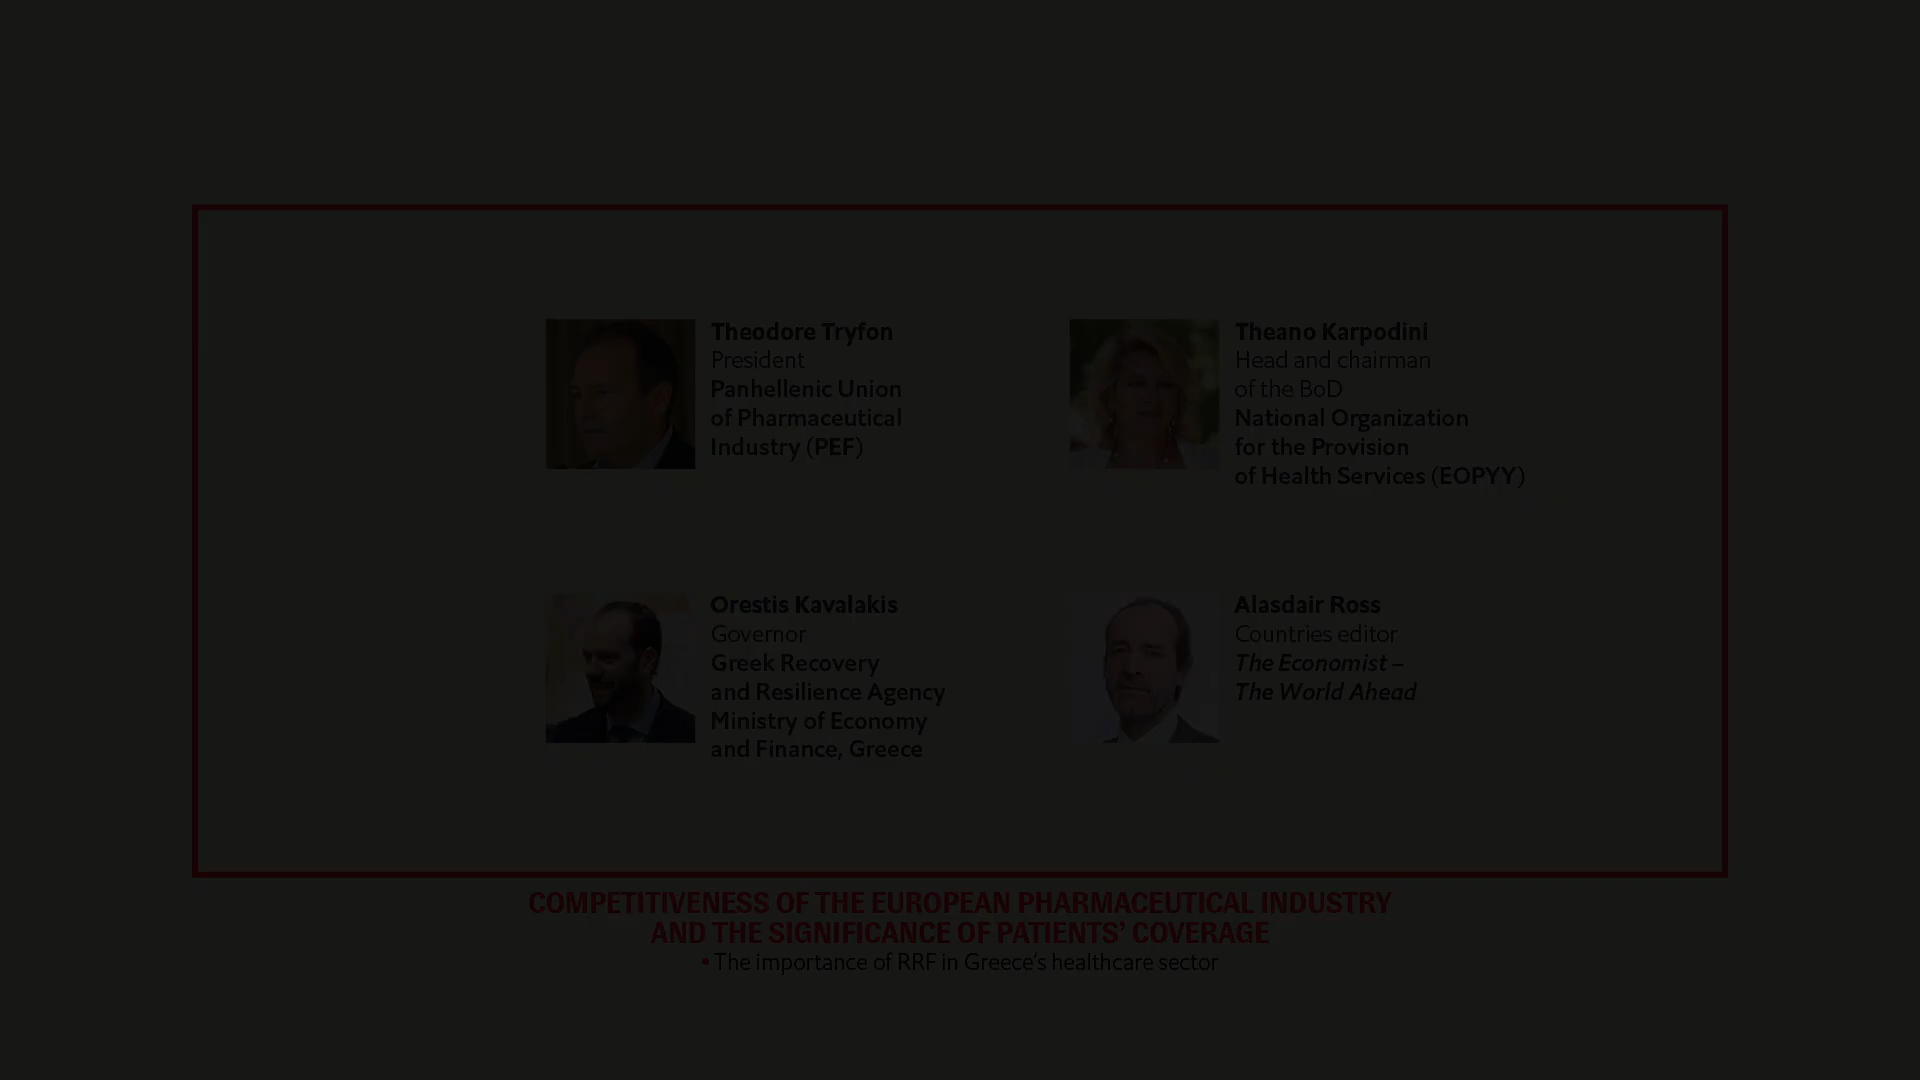 Theodore Tryfon
President
Panhellenic Union
of Pharmaceutical
Industry (PEF)
Theano Karpodini
Head and chairman
of the BoD
National Organization
for the Provision
of Health Services (EOPYY)
Orestis Kavalakis
Governor
Greek Recovery
and Resilience Agency
Ministry of Economy
and Finance, Greece
Alasdair Ross
Countries editor
The Economist –
The World Ahead
COMPETITIVENESS OF THE EUROPEAN PHARMACEUTICAL INDUSTRY
AND THE SIGNIFICANCE OF PATIENTS’ COVERAGE
• The importance of RRF in Greece’s healthcare sector